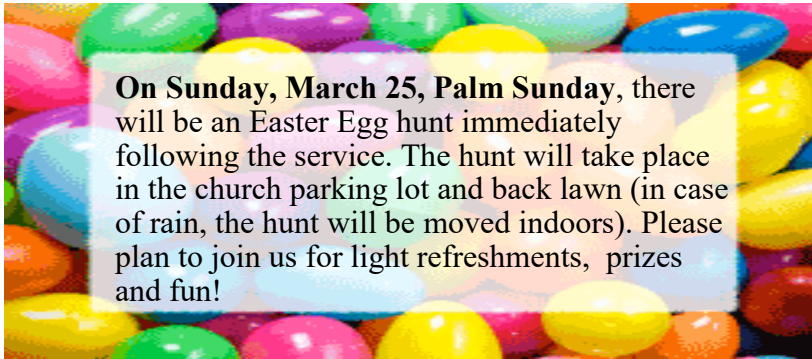 On Sunday, March 25, Palm Sunday, there
will be an Easter Egg hunt immediately
following the service. The hunt will take place
in the church parking lot and back lawn (in case
of rain, the hunt will be moved indoors). Please
plan to join us for light refreshments,  prizes
and fun!